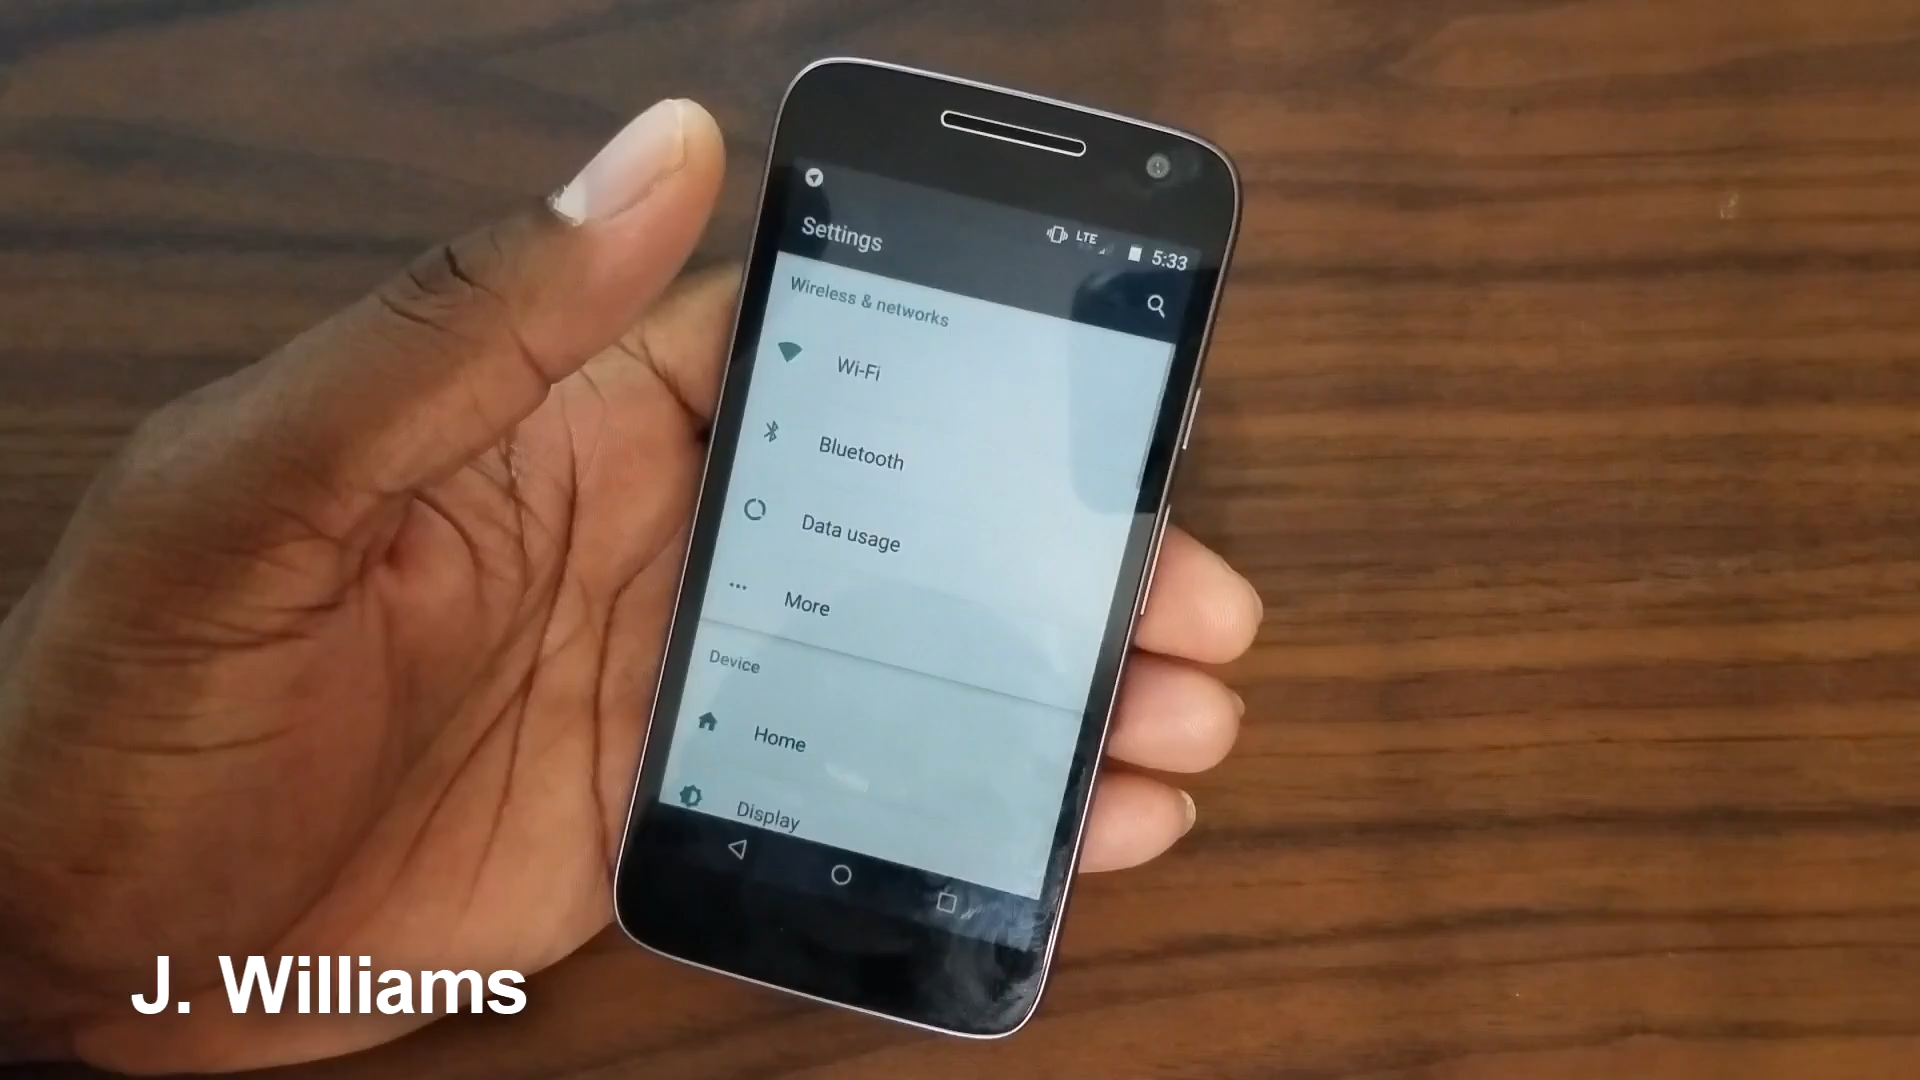 LTE 5:33
Settings
Wireless & networks
Wi-Fi
Bluetooth
Data usage
More
Device
Home
Display
J. Williams